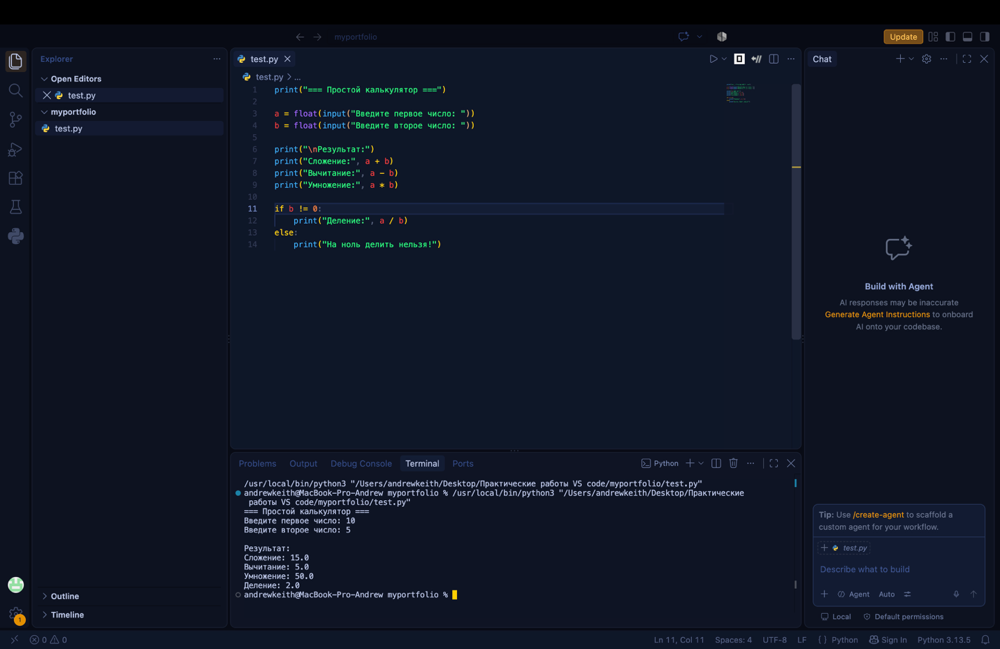 myportfolio
Update
Explorer
Open Editors
test.py
myportfolio
test.py
Outline
Timeline
1
test.py
test.py > ...
1 print("=== Простой калькулятор ===")
2
3 a = float(input("Введите первое число: "))
4 b = float(input("Введите второе число: "))
5
6 print("\nРезультат:")
7 print("Сложение:", a + b)
8 print("Вычитание:", a - b)
9 print("Умножение:", a * b)
10
11 if b != 0:
12     print("Деление:", a / b)
13 else:
14     print("На ноль делить нельзя!")
Problems Output Debug Console Terminal Ports
Python
/usr/local/bin/python3 "/Users/andrewkeith/Desktop/Практические работы VS code/myportfolio/test.py"
andrewkeith@MacBook-Pro-Andrew myportfolio % /usr/local/bin/python3 "/Users/andrewkeith/Desktop/Практические
работы VS code/myportfolio/test.py"
=== Простой калькулятор ===
Введите первое число: 10
Введите второе число: 5
Результат:
Сложение: 15.0
Вычитание: 5.0
Умножение: 50.0
Деление: 2.0
andrewkeith@MacBook-Pro-Andrew myportfolio %
Chat
Build with Agent
AI responses may be inaccurate
Generate Agent Instructions to onboard
AI onto your codebase.
Tip: Use /create-agent to scaffold a
custom agent for your workflow.
test.py
Describe what to build
Agent Auto
Local Default permissions
0 0
Ln 11, Col 11 Spaces: 4 UTF-8 LF { } Python Sign In Python 3.13.5